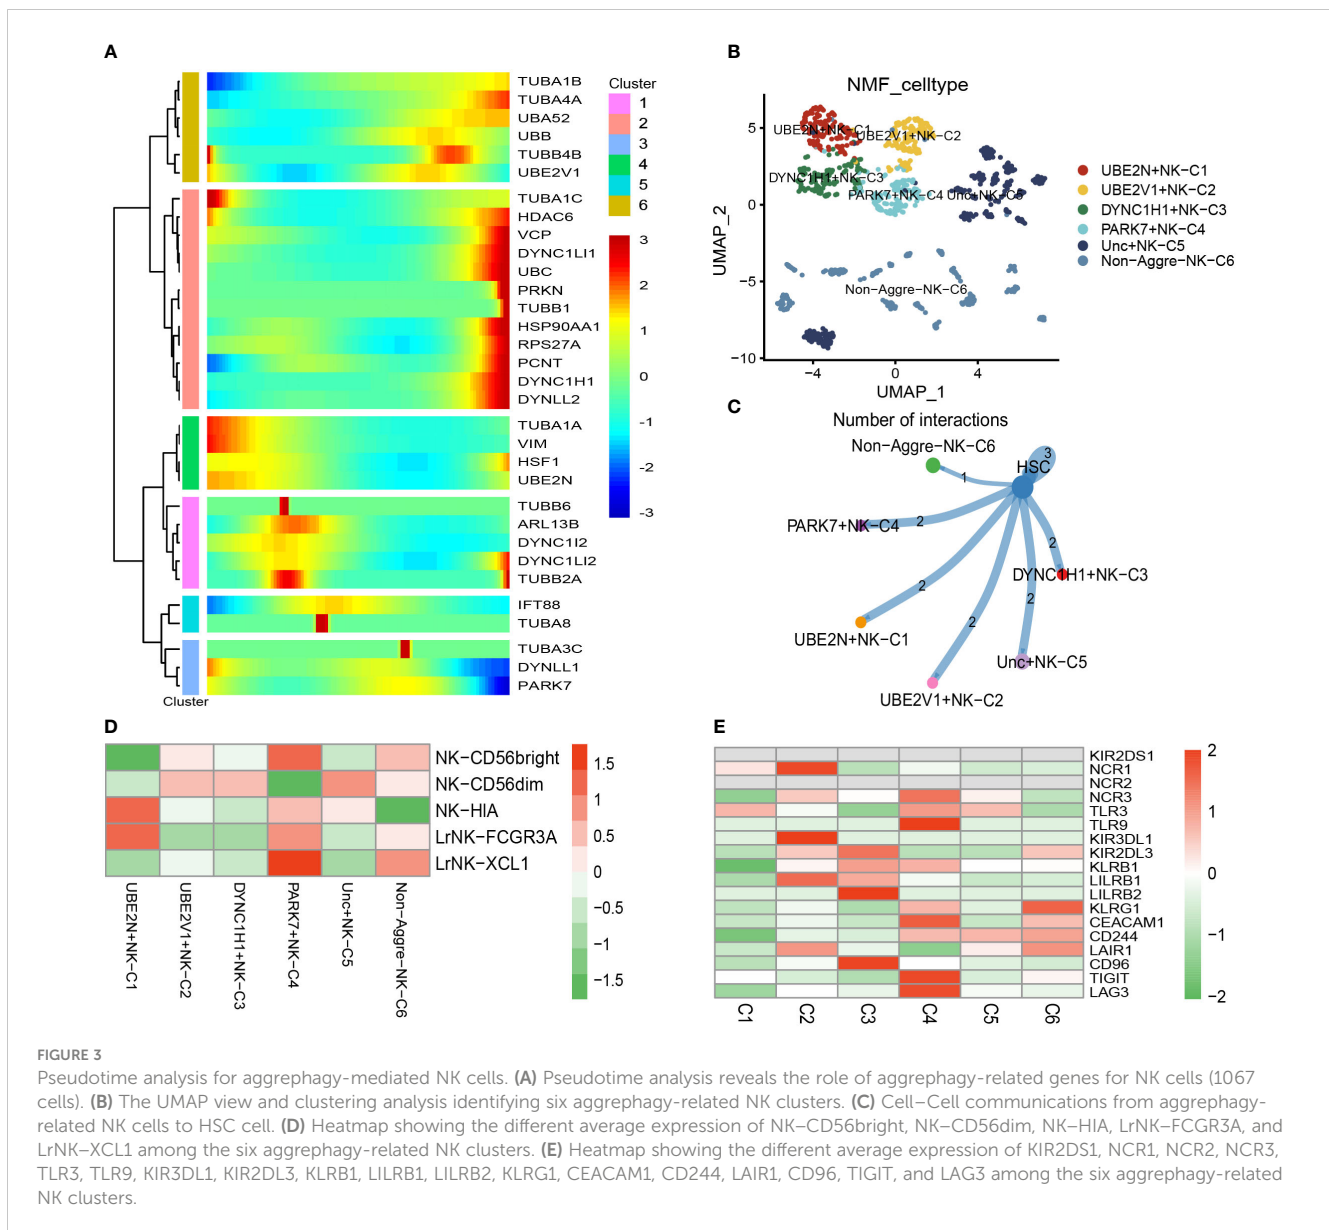 A
TUBA1B
TUBA4A
UBA52
UBB
TUBB4B
UBE2V1
TUBA1C
HDAC6
VCP
DYNC1LI1
UBC
PRKN
TUBB1
HSP90AA1
RPS27A
PCNT
DYNC1H1
DYNLL2
TUBA1A
VIM
HSF1
UBE2N
TUBB6
ARL13B
DYNC1I2
DYNC1LI2
TUBB2A
IFT88
TUBA8
TUBA3C
DYNLL1
PARK7
Cluster
Cluster
1
2
3
4
5
6
3
2
1
0
-1
-2
-3
B
NMF_celltype
UMAP_2
5
0
−5
−10
−4
0
4
UMAP_1
UBE2N+NK−C1
UBE2V1+NK−C2
DYNC1H1+NK−C3
PARK7+NK−C4
Unc+NK−C5
Non−Aggre−NK−C6
UBE2N+NK−C1
UBE2V1+NK−C2
DYNC1H1+NK−C3
PARK7+NK−C4
Unc+NK−C5
Non−Aggre−NK−C6
C
Number of interactions
Non−Aggre−NK−C6
HSC
3
1
PARK7+NK−C4
2
2
DYNC1H1+NK−C3
2
2
2
UBE2N+NK−C1
Unc+NK−C5
UBE2V1+NK−C2
D
NK−CD56bright
NK−CD56dim
NK−HIA
LrNK−FCGR3A
LrNK−XCL1
UBE2N+NK−C1
UBE2V1+NK−C2
DYNC1H1+NK−C3
PARK7+NK−C4
Unc+NK−C5
Non−Aggre−NK−C6
1.5
1
0.5
0
−0.5
−1
−1.5
E
KIR2DS1
NCR1
NCR2
NCR3
TLR3
TLR9
KIR3DL1
KIR2DL3
KLRB1
LILRB1
LILRB2
KLRG1
CEACAM1
CD244
LAIR1
CD96
TIGIT
LAG3
C1
C2
C3
C4
C5
C6
2
1
0
−1
−2
FIGURE 3
Pseudotime analysis for aggrephagy-mediated NK cells. (A) Pseudotime analysis reveals the role of aggrephagy-related genes for NK cells (1067
cells). (B) The UMAP view and clustering analysis identifying six aggrephagy-related NK clusters. (C) Cell–Cell communications from aggrephagy-
related NK cells to HSC cell. (D) Heatmap showing the different average expression of NK–CD56bright, NK–CD56dim, NK–HIA, LrNK–FCGR3A, and
LrNK–XCL1 among the six aggrephagy-related NK clusters. (E) Heatmap showing the different average expression of KIR2DS1, NCR1, NCR2, NCR3,
TLR3, TLR9, KIR3DL1, KIR2DL3, KLRB1, LILRB1, LILRB2, KLRG1, CEACAM1, CD244, LAIR1, CD96, TIGIT, and LAG3 among the six aggrephagy-related
NK clusters.